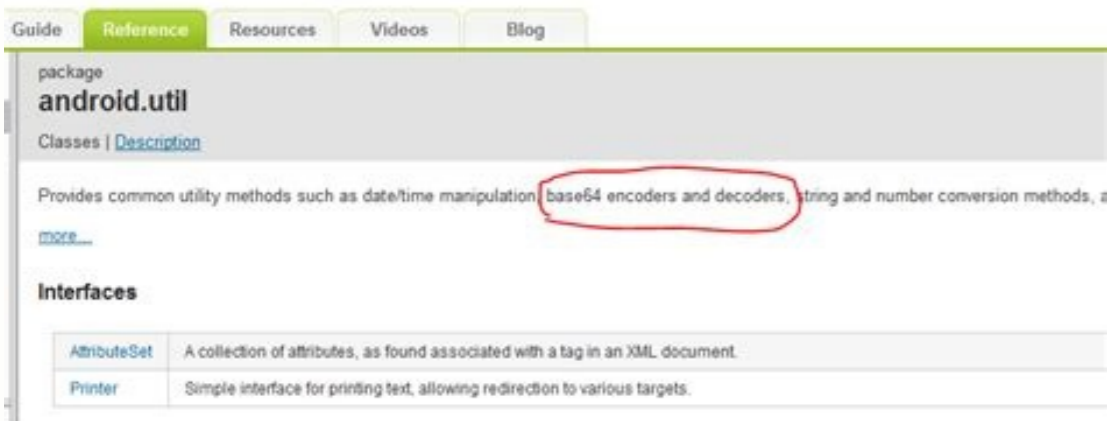 Guide Reference Resources Videos Blog
package
android.util
Classes | Description
Provides common utility methods such as date/time manipulation, base64 encoders and decoders, string and number conversion methods, a
more...
Interfaces
AttributeSet A collection of attributes, as found associated with a tag in an XML document.
Printer Simple interface for printing text, allowing redirection to various targets.